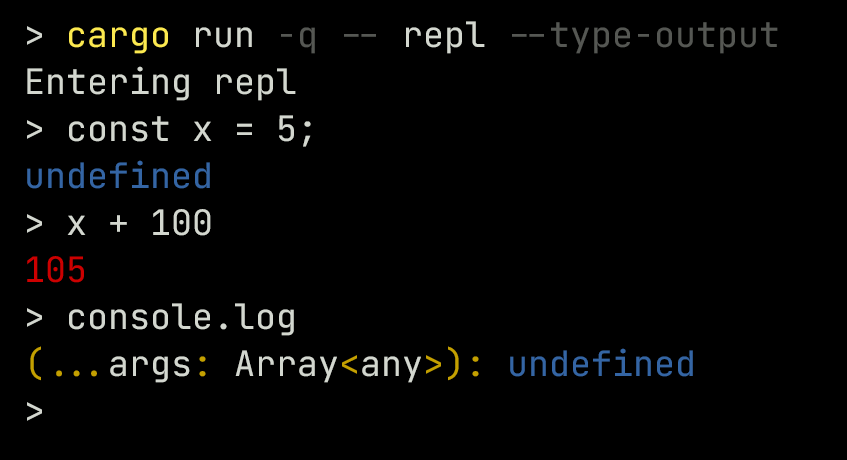 > cargo run -q -- repl --type-output
Entering repl
> const x = 5;
undefined
> x + 100
105
> console.log
(...args: Array<any>): undefined
>